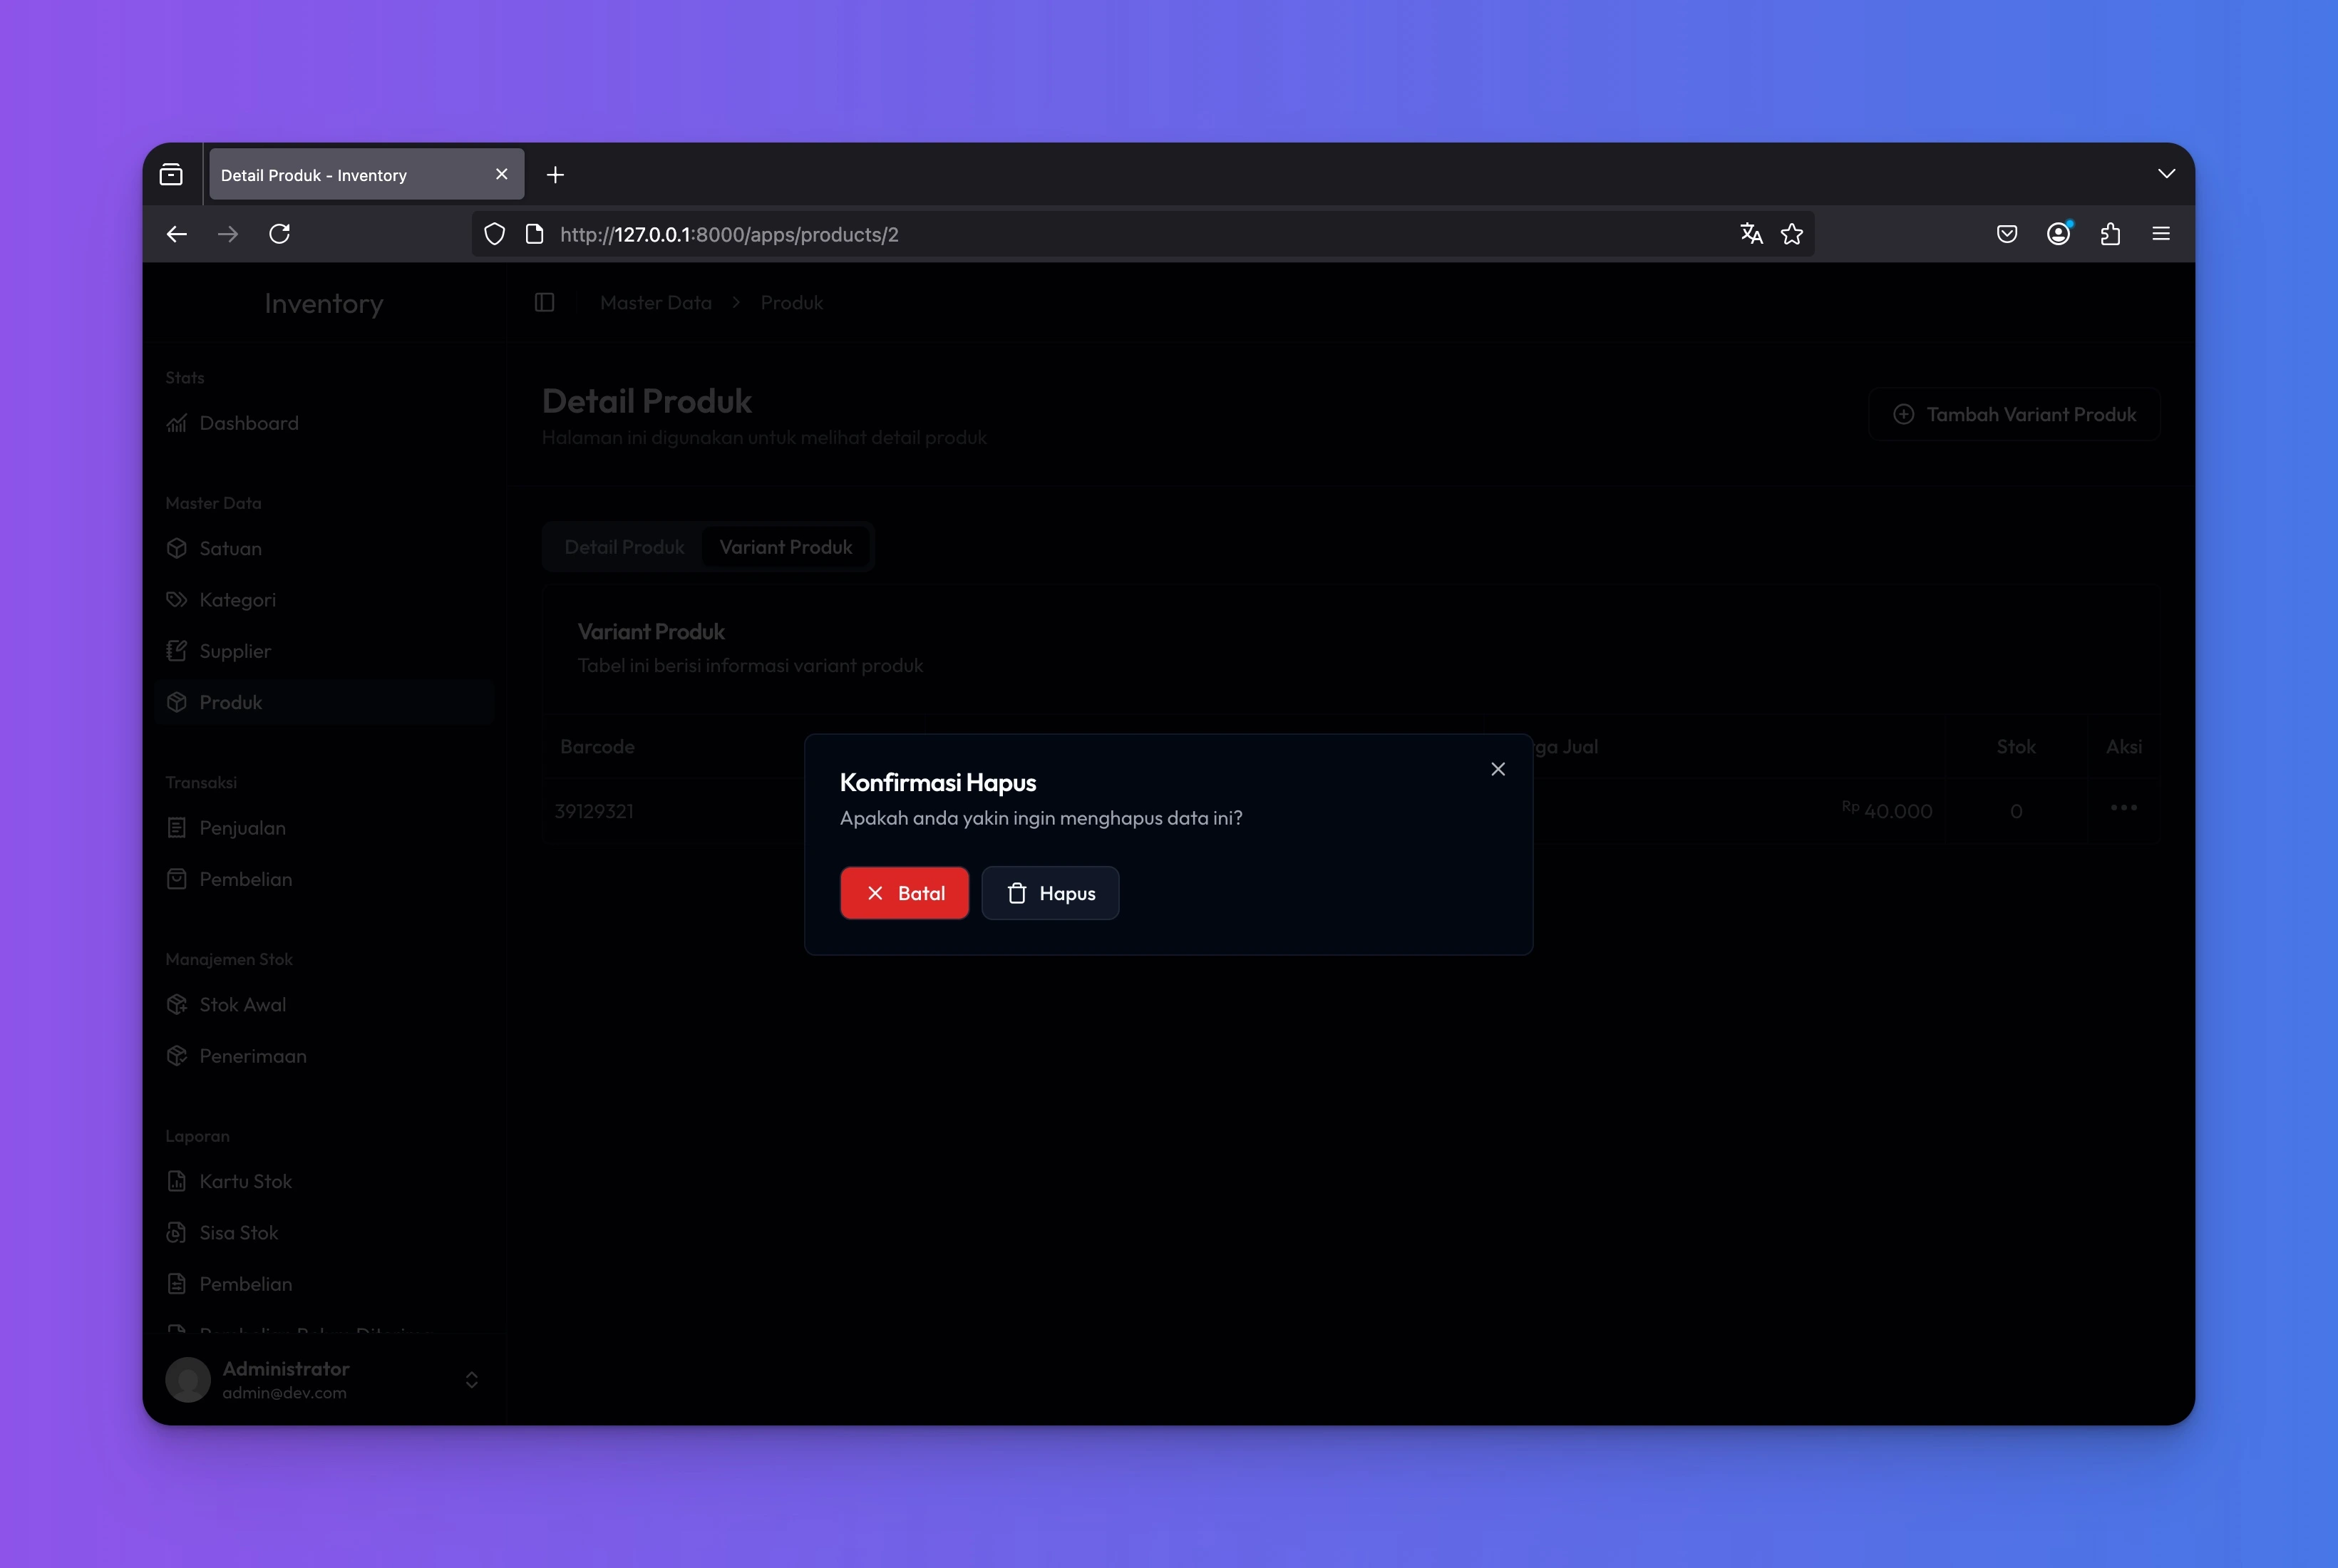 Detail Produk - Inventory
http://127.0.0.1:8000/apps/products/2
Inventory
Master Data
Produk
Stats
Dashboard
Master Data
Satuan
Kategori
Supplier
Produk
Transaksi
Penjualan
Pembelian
Manajemen Stok
Stok Awal
Penerimaan
Laporan
Kartu Stok
Sisa Stok
Pembelian
Administrator
admin@dev.com
Detail Produk
Halaman ini digunakan untuk melihat detail produk
Tambah Variant Produk
Detail Produk
Variant Produk
Variant Produk
Tabel ini berisi informasi variant produk
Barcode
ga Jual
Stok
Aksi
39129321
Rp 40.000
0
Konfirmasi Hapus
Apakah anda yakin ingin menghapus data ini?
Batal
Hapus